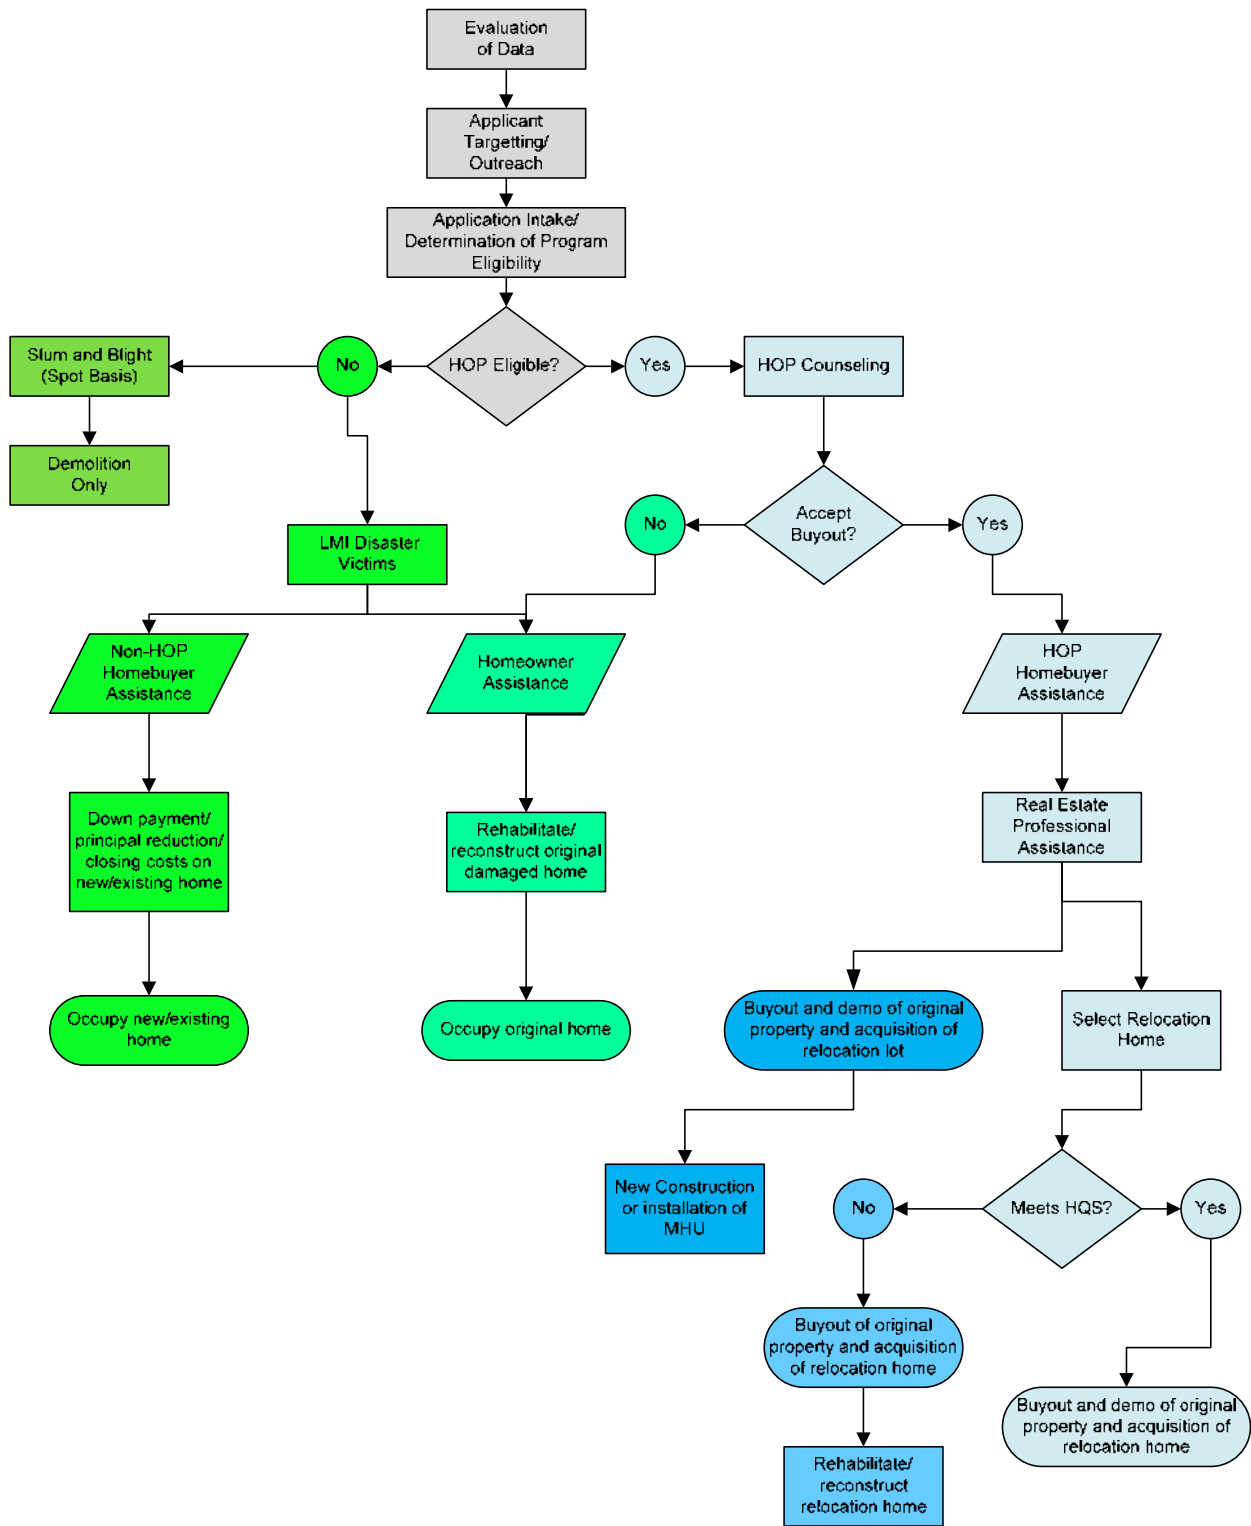 Evaluation
of Data
Applicant
Targetting/
Outreach
Application Intake/
Determination of Program
Eligibility
Slum and Blight
(Spot Basis)
No
HOP Eligible?
Yes
HOP Counseling
Demolition
Only
LMI Disaster
Victims
No
Accept
Buyout?
Yes
Non-HOP
Homebuyer
Assistance
Homeowner
Assistance
HOP
Homebuyer
Assistance
Down payment/
principal reduction/
closing costs on
new/existing home
Rehabilitate/
reconstruct original
damaged home
Real Estate
Professional
Assistance
Occupy new/existing
home
Occupy original home
Buyout and demo of original
property and acquisition of
relocation lot
Select Relocation
Home
New Construction
or installation of
MHU
No
Meets HQS?
Yes
Buyout of original
property and acquisition
of relocation home
Buyout and demo of original
property and acquisition of
relocation home
Rehabilitate/
reconstruct
relocation home